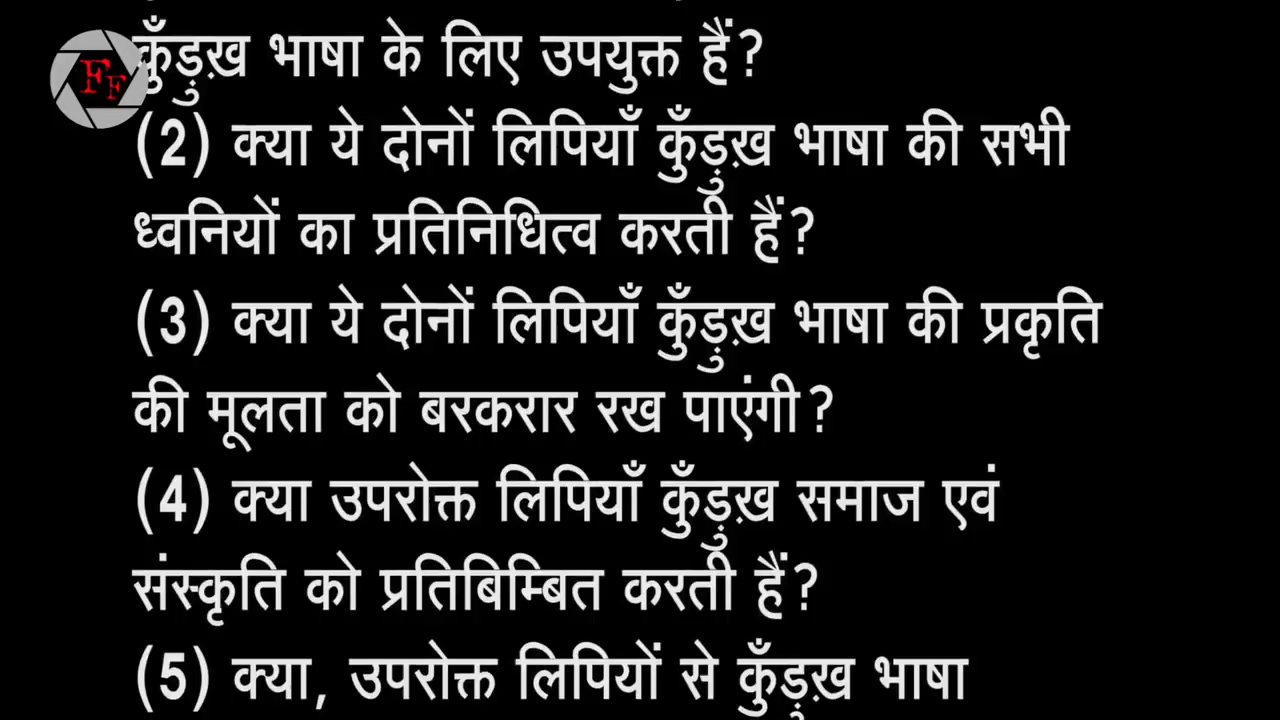 कुँड़ुख़ भाषा के लिए उपयुक्त हैं?
FF
(2) क्या ये दोनों लिपियाँ कुँड़ुख़ भाषा की सभी
ध्वनियों का प्रतिनिधित्व करती हैं?
(3) क्या ये दोनों लिपियाँ कुँड़ुख़ भाषा की प्रकृति
की मूलता को बरकरार रख पाएंगी?
(4) क्या उपरोक्त लिपियाँ कुँड़ुख़ समाज एवं
संस्कृति को प्रतिबिम्बित करती हैं?
(5) क्या, उपरोक्त लिपियों से कुँड़ुख़ भाषा